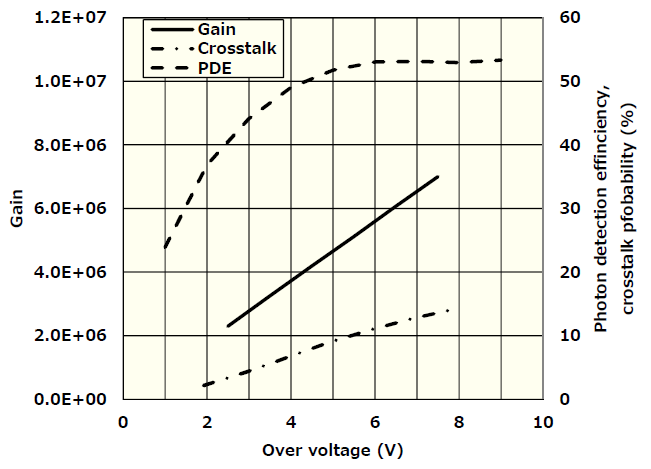 1.2E+07
1.0E+07
8.0E+06
6.0E+06
4.0E+06
2.0E+06
0.0E+00
Gain
Gain
Crosstalk
PDE
60
50
40
30
20
10
0
Photon detection effinciency,
crosstalk pfobability (%)
0 2 4 6 8 10
Over voltage (V)